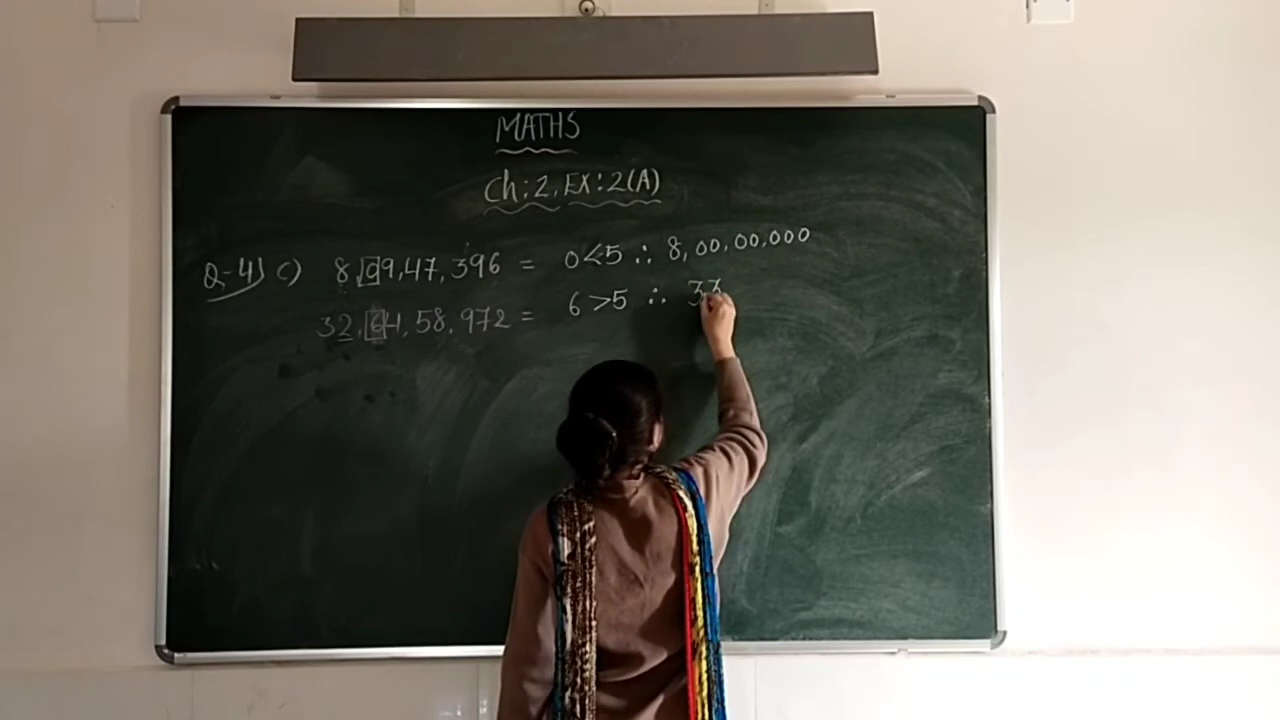 MATHS
Ch:2, EX:2(A)
Q-4) c) 8,09,47,396 = 0<5 ∴ 8,00,00,000
32,64,58,972 = 6>5 ∴ 33